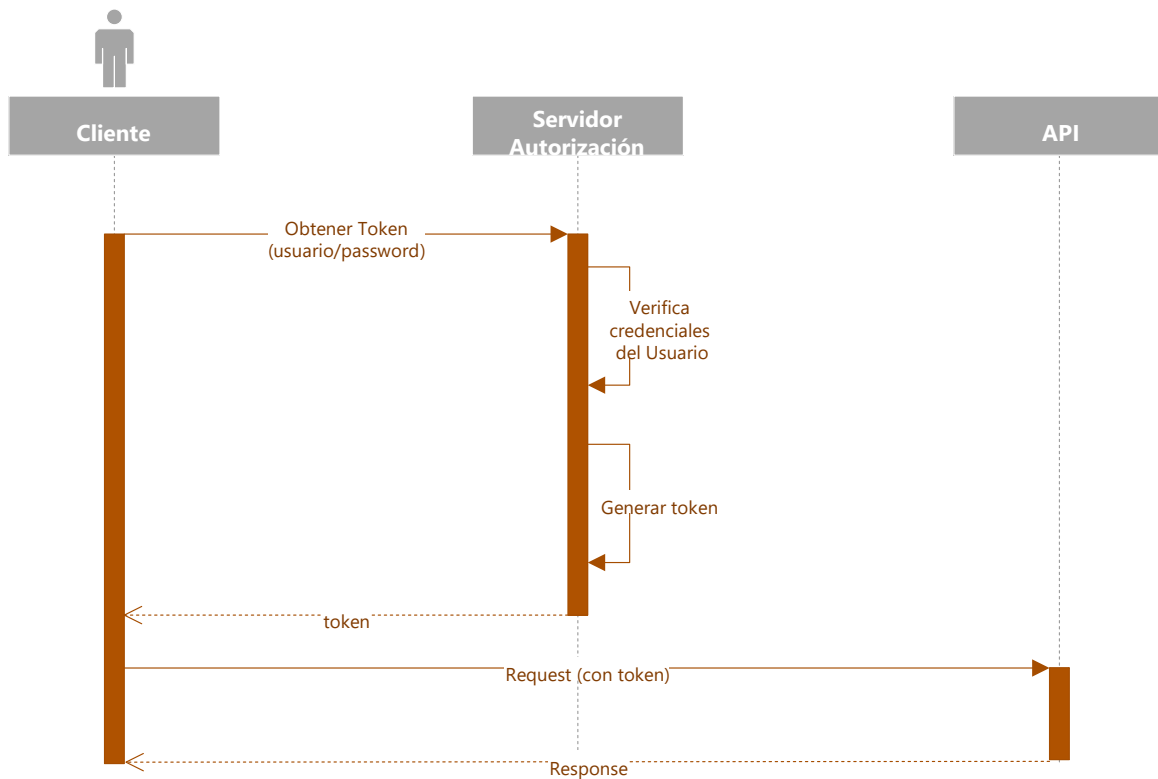 Cliente
Servidor
Autorización
API
Obtener Token
(usuario/password)
Verifica
credenciales
del Usuario
Generar token
token
Request (con token)
Response